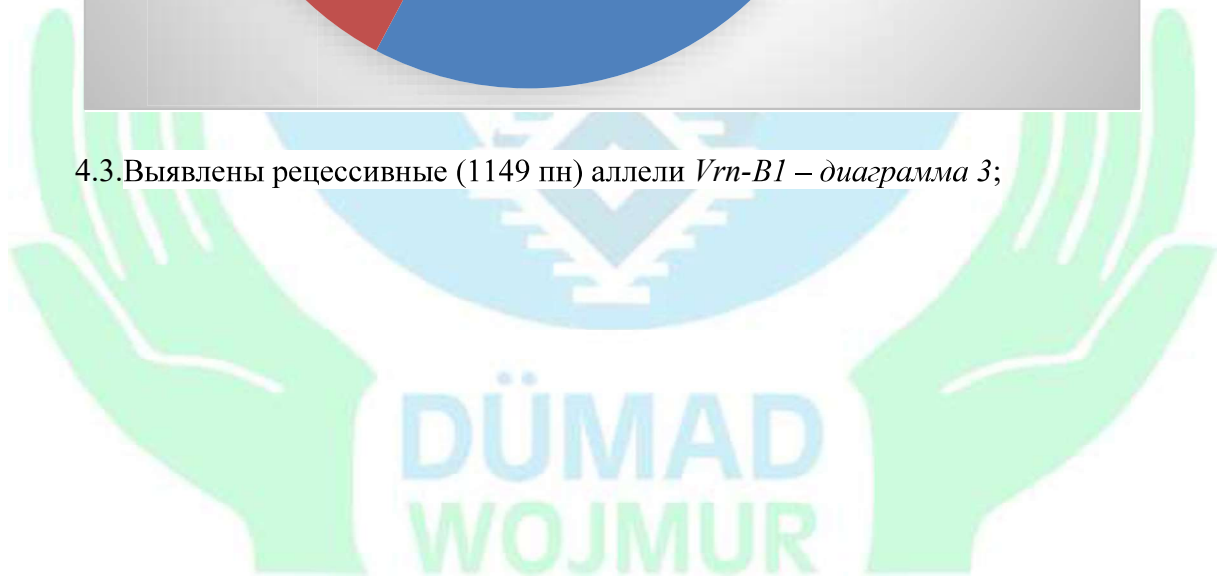 4.3.Выявлены рецессивные (1149 пн) аллели Vrn-B1 – диаграмма 3;
DÜMAD
WOJMUR